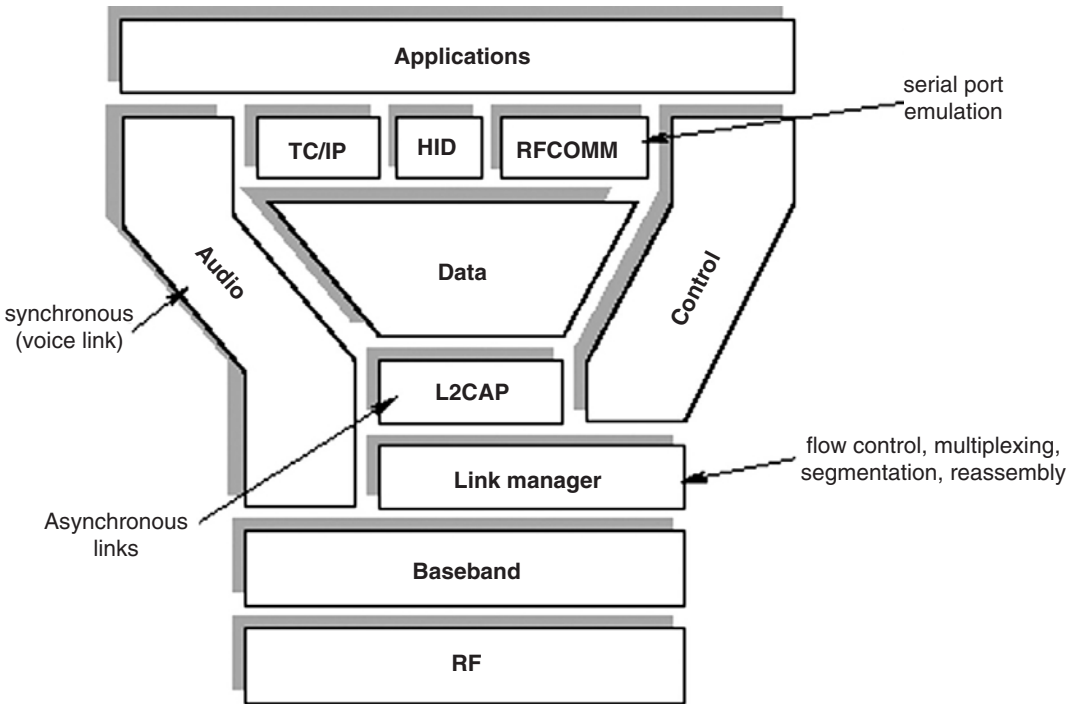 Applications
serial port
emulation
TC/IP
HID
RFCOMM
Audio
Data
Control
synchronous
(voice link)
L2CAP
flow control, multiplexing,
segmentation, reassembly
Link manager
Asynchronous
links
Baseband
RF